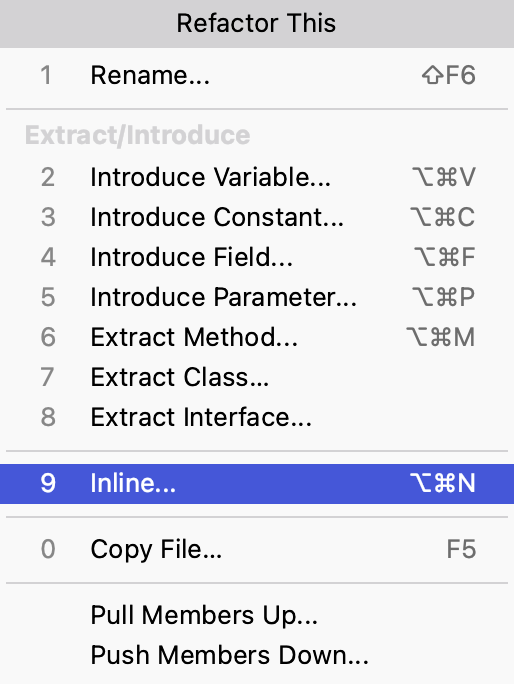 Refactor This
1 Rename... ⇧F6
Extract/Introduce
2 Introduce Variable... ⌥⌘V
3 Introduce Constant... ⌥⌘C
4 Introduce Field... ⌥⌘F
5 Introduce Parameter... ⌥⌘P
6 Extract Method... ⌥⌘M
7 Extract Class...
8 Extract Interface...
9 Inline... ⌥⌘N
0 Copy File... F5
Pull Members Up...
Push Members Down...